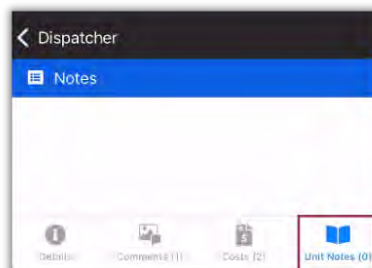 Dispatcher
Notes
Details Comments (1) Costs (2) Unit Notes (0)